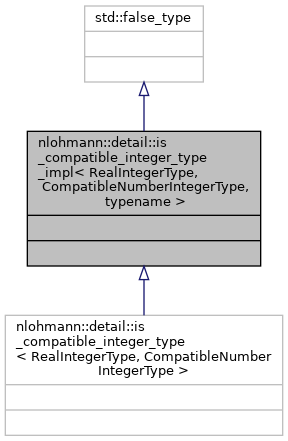 std::false_type
nlohmann::detail::is
_compatible_integer_type
_impl< RealIntegerType,
CompatibleNumberIntegerType,
typename >
nlohmann::detail::is
_compatible_integer_type
< RealIntegerType, CompatibleNumber
IntegerType >